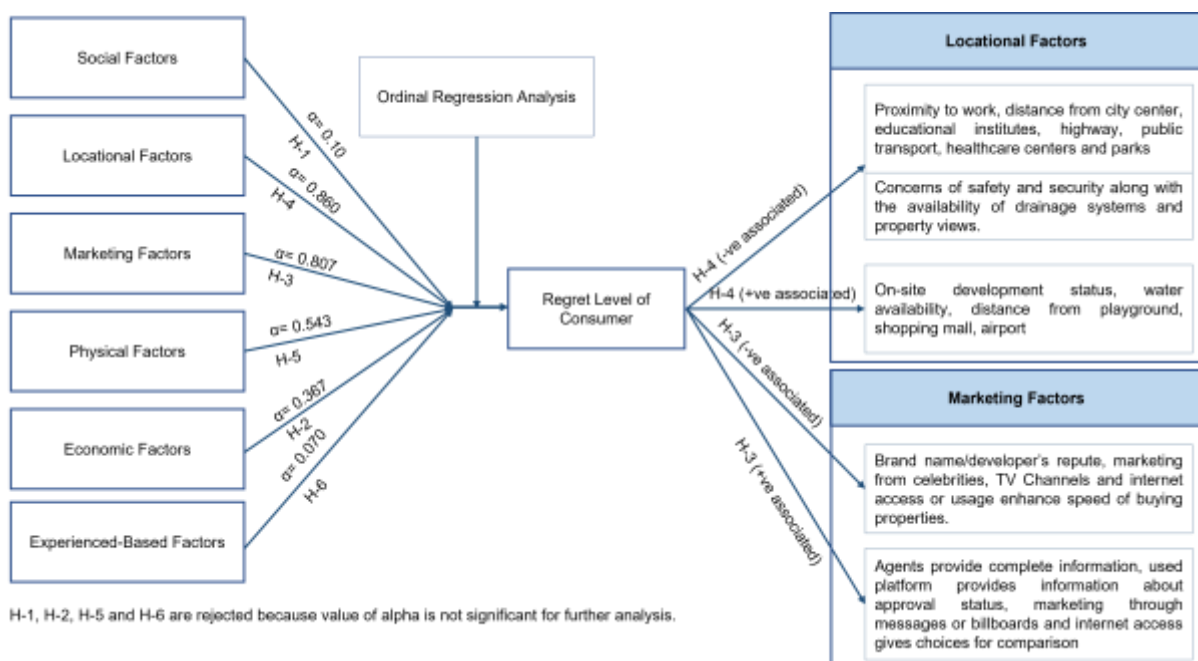 Social Factors
Locational Factors
Marketing Factors
Physical Factors
Economic Factors
Experienced-Based Factors
α= 0.10
H-1
α= 0.860
H-4
α= 0.807
H-3
α= 0.543
H-5
α= 0.367
H-2
α= 0.070
H-6
Ordinal Regression Analysis
Regret Level of
Consumer
H-4 (-ve associated)
H-4 (+ve associated)
H-3 (-ve associated)
H-3 (+ve associated)
Locational Factors
Proximity to work, distance from city center,
educational institutes, highway, public
transport, healthcare centers and parks
Concerns of safety and security along with
the availability of drainage systems and
property views.
On-site development status, water
availability, distance from playground,
shopping mall, airport
Marketing Factors
Brand name/developer's repute, marketing
from celebrities, TV Channels and internet
access or usage enhance speed of buying
properties.
Agents provide complete information, used
platform provides information about
approval status, marketing through
messages or billboards and internet access
gives choices for comparison
H-1, H-2, H-5 and H-6 are rejected because value of alpha is not significant for further analysis.